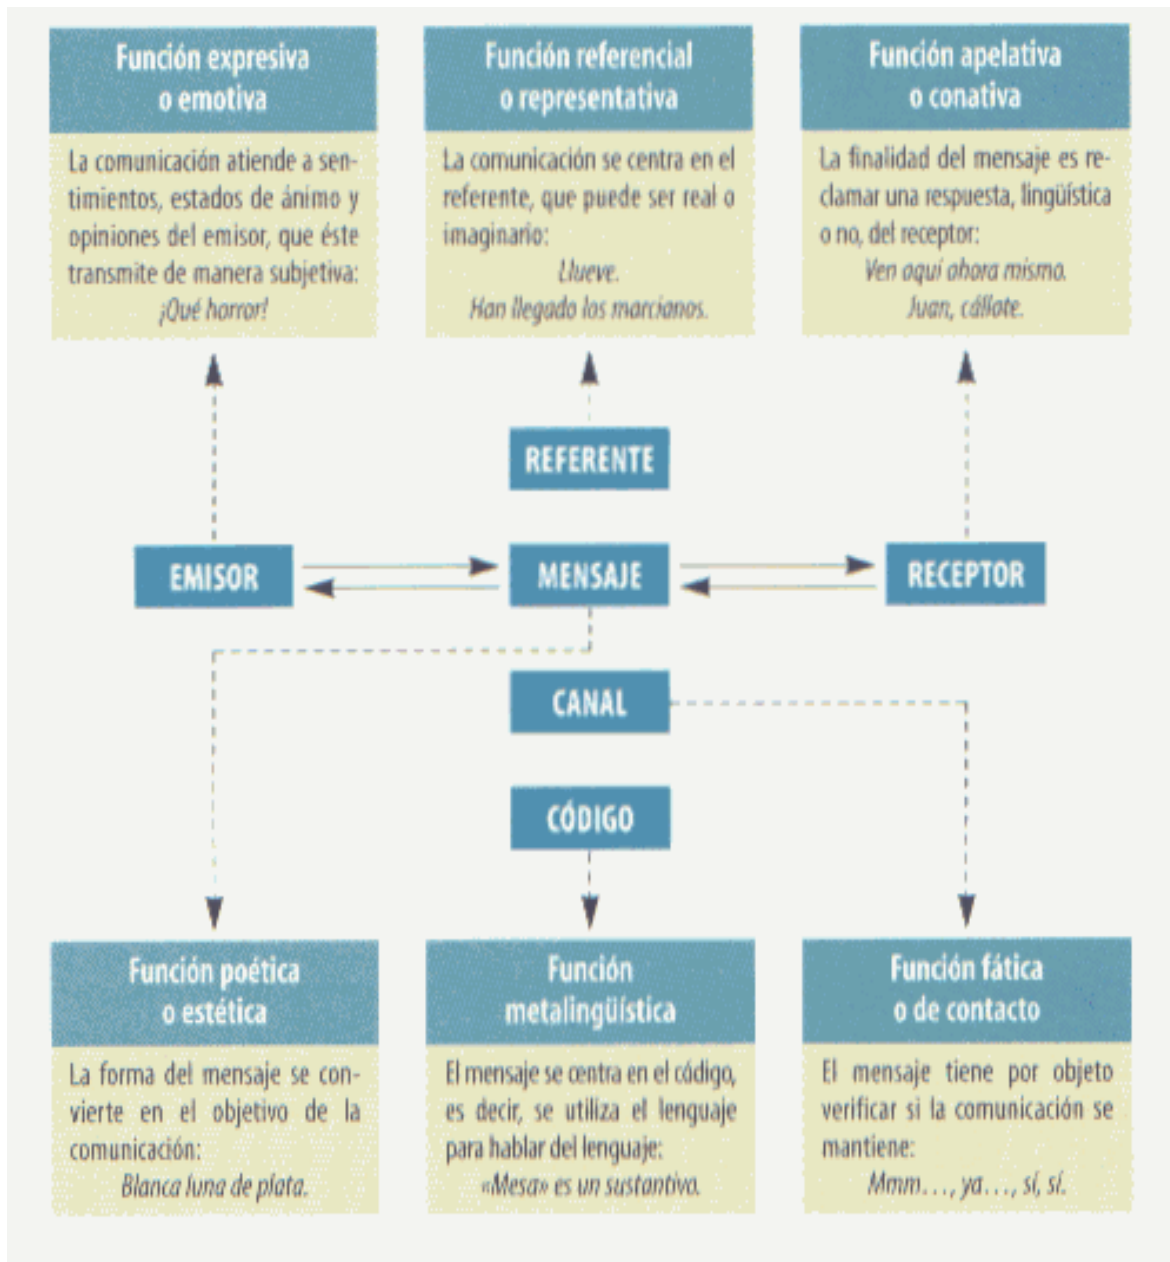 Función expresiva
o emotiva
La comunicación atiende a sen-
timientos, estados de ánimo y
opiniones del emisor, que éste
transmite de manera subjetiva:
¡Qué horror!
Función referencial
o representativa
La comunicación se centra en el
referente, que puede ser real o
imaginario:
Llueve.
Han llegado los marcianos.
Función apelativa
o conativa
La finalidad del mensaje es re-
clamar una respuesta, lingüística
o no, del receptor:
Ven aquí ahora mismo.
Juan, cállate.
REFERENTE
EMISOR
MENSAJE
RECEPTOR
CANAL
CÓDIGO
Función poética
o estética
La forma del mensaje se con-
vierte en el objetivo de la
comunicación:
Blanca luna de plata.
Función
metalingüística
El mensaje se centra en el código,
es decir, se utiliza el lenguaje
para hablar del lenguaje:
«Mesa» es un sustantivo.
Función fática
o de contacto
El mensaje tiene por objeto
verificar si la comunicación se
mantiene:
Mmm..., ya..., sí, sí.